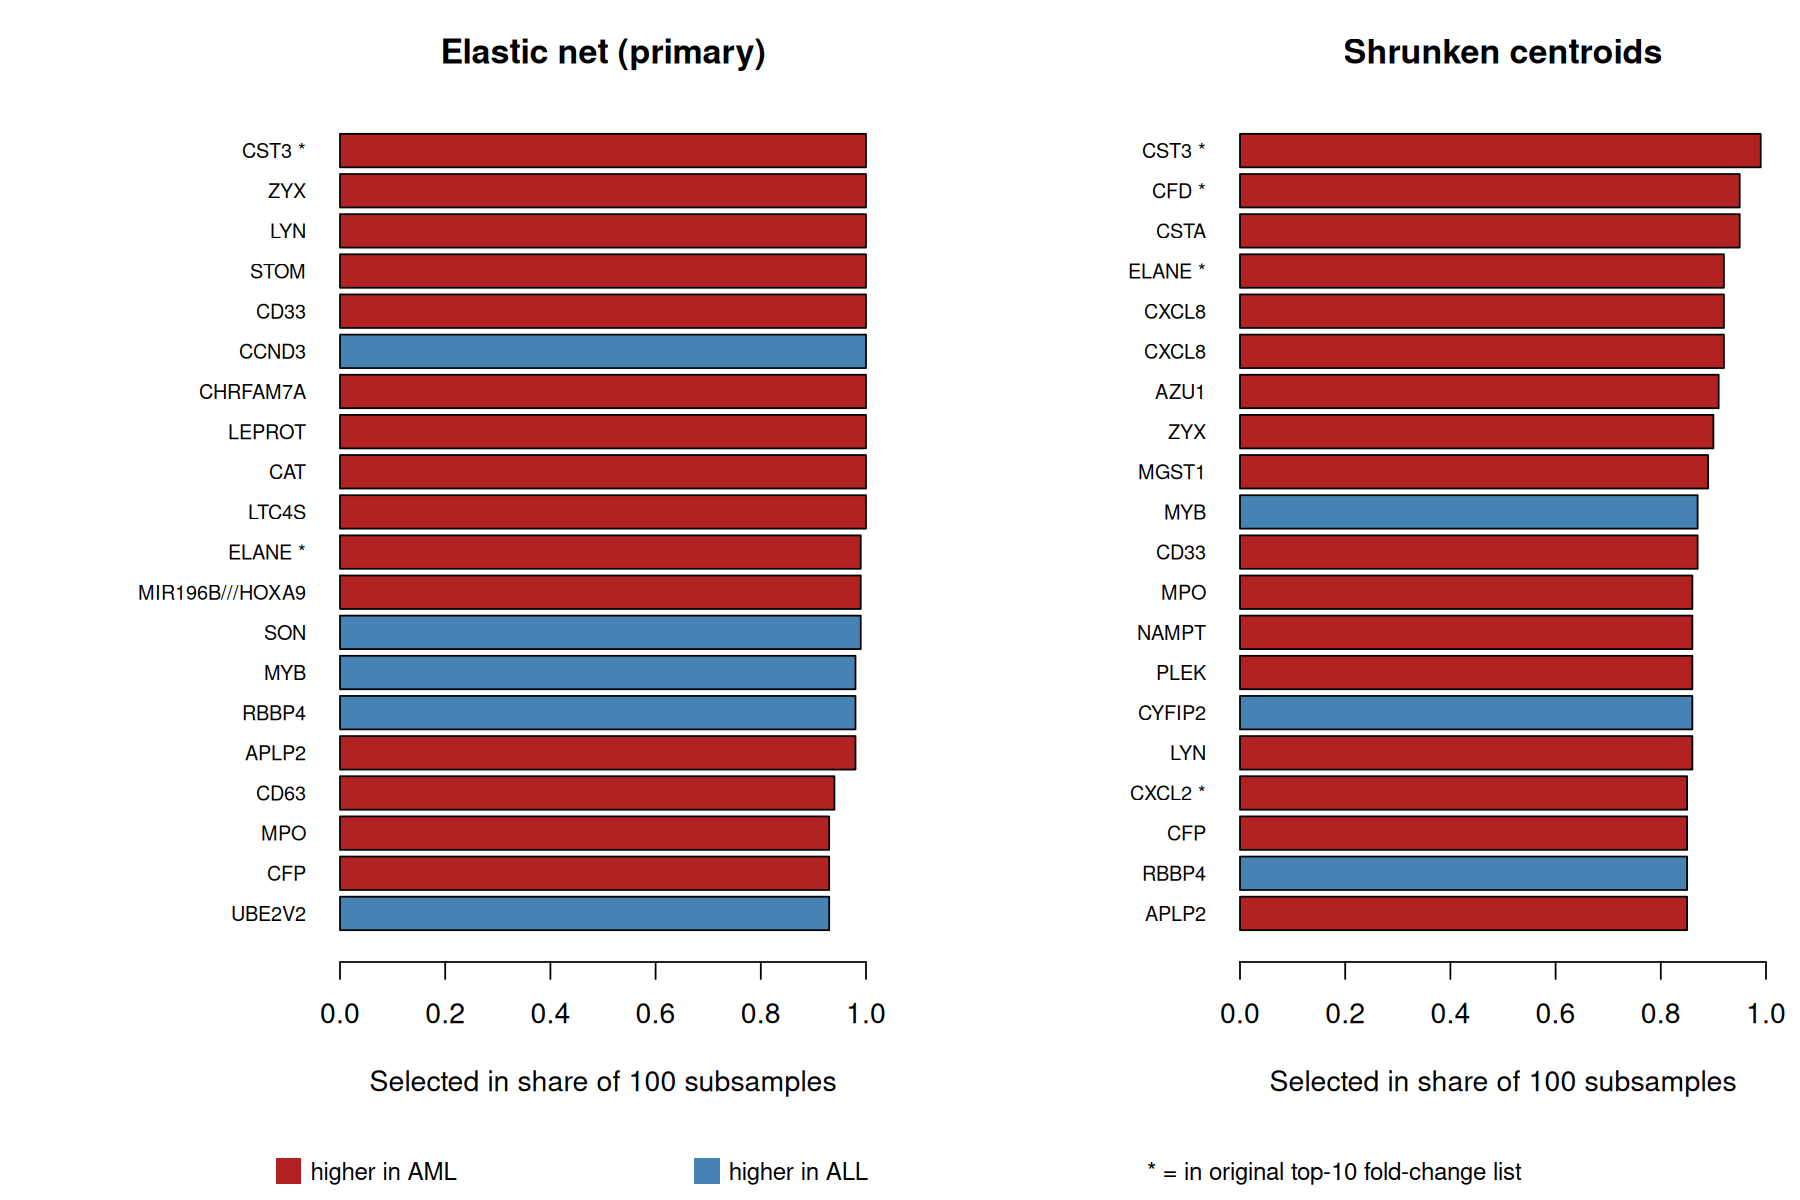 Elastic net (primary)
CST3 *
ZYX
LYN
STOM
CD33
CCND3
CHRFAM7A
LEPROT
CAT
LTC4S
ELANE *
MIR196B///HOXA9
SON
MYB
RBBP4
APLP2
CD63
MPO
CFP
UBE2V2
0.0 0.2 0.4 0.6 0.8 1.0
Selected in share of 100 subsamples
Shrunken centroids
CST3 *
CFD *
CSTA
ELANE *
CXCL8
CXCL8
AZU1
ZYX
MGST1
MYB
CD33
MPO
NAMPT
PLEK
CYFIP2
LYN
CXCL2 *
CFP
RBBP4
APLP2
0.0 0.2 0.4 0.6 0.8 1.0
Selected in share of 100 subsamples
higher in AML
higher in ALL
* = in original top-10 fold-change list